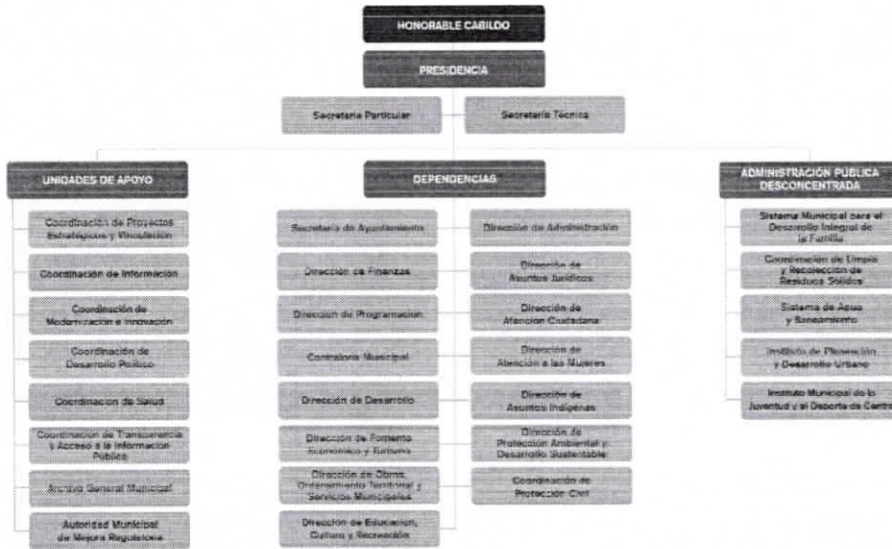 HONORABLE CABILDO
PRESIDENCIA
Secretaría Particular
Secretaría Técnica
UNIDADES DE APOYO
Coordinación de Proyectos
Estratégicos y Vinculación
Coordinación de Información
Coordinación de
Modernización e Innovación
Coordinación de
Desarrollo Político
Coordinación de Salud
Coordinación de Transparencia
y Acceso a la Información
Pública
Archivo General Municipal
Autoridad Municipal
de Mejora Regulatoria
DEPENDENCIAS
Secretaría de Ayuntamiento
Dirección de Finanzas
Dirección de Programación
Contraloría Municipal
Dirección de Desarrollo
Dirección de Fomento
Económico y Turismo
Dirección de Obras,
Ordenamiento Territorial y
Servicios Municipales
Dirección de Educación,
Cultura y Recreación
Dirección de Administración
Dirección de
Asuntos Jurídicos
Dirección de
Atención Ciudadana
Dirección de
Atención a las Mujeres
Dirección de
Asuntos Indígenas
Dirección de
Protección Ambiental y
Desarrollo Sustentable
Coordinación de
Protección Civil
ADMINISTRACIÓN PÚBLICA
DESCONCENTRADA
Sistema Municipal para el
Desarrollo Integral de
la Familia
Coordinación de Limpia
y Recolección de
Residuos Sólidos
Sistema de Agua
y Saneamiento
Instituto de Planeación
y Desarrollo Urbano
Instituto Municipal de la
Juventud y el Deporte de Centro